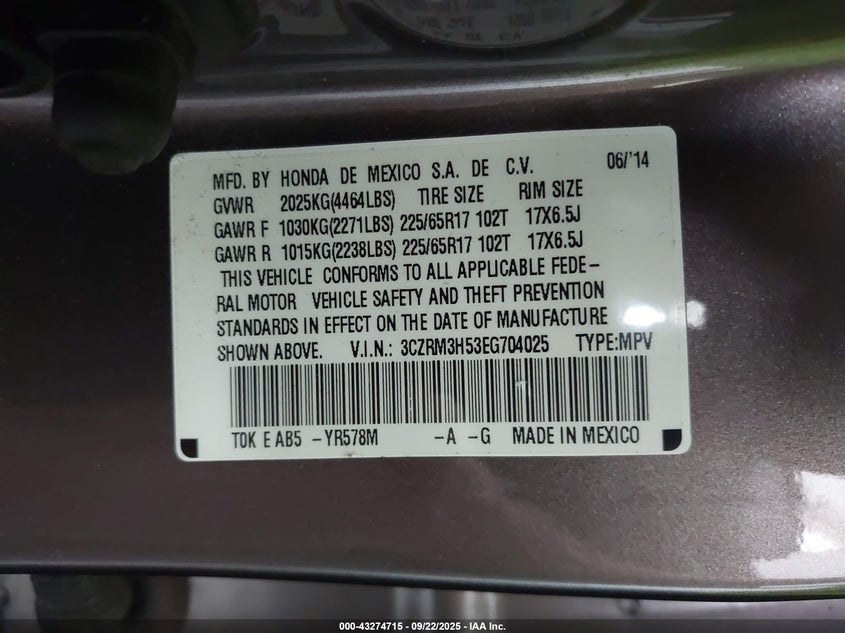 MFD. BY HONDA DE MEXICO S.A. DE C.V. 06/'14
GVWR 2025KG(4464LBS) TIRE SIZE RIM SIZE
GAWR F 1030KG(2271LBS) 225/65R17 102T 17X6.5J
GAWR R 1015KG(2238LBS) 225/65R17 102T 17X6.5J
THIS VEHICLE CONFORMS TO ALL APPLICABLE FEDE-
RAL MOTOR VEHICLE SAFETY AND THEFT PREVENTION
STANDARDS IN EFFECT ON THE DATE OF MANUFACTURE
SHOWN ABOVE. V.I.N.: 3CZRM3H53EG704025 TYPE:MPV
T0K E AB5 -YR578M -A -G MADE IN MEXICO
000-43274715 - 09/22/2025 - IAA Inc.